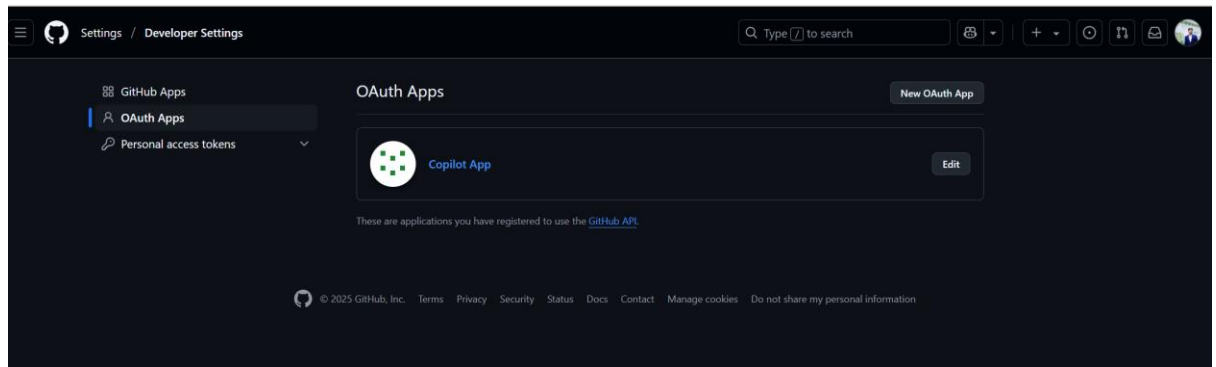 Settings / Developer Settings
Type / to search
GitHub Apps
OAuth Apps
Personal access tokens
OAuth Apps
New OAuth App
Copilot App
Edit
These are applications you have registered to use the GitHub API.
© 2025 GitHub, Inc. Terms Privacy Security Status Docs Contact Manage cookies Do not share my personal information